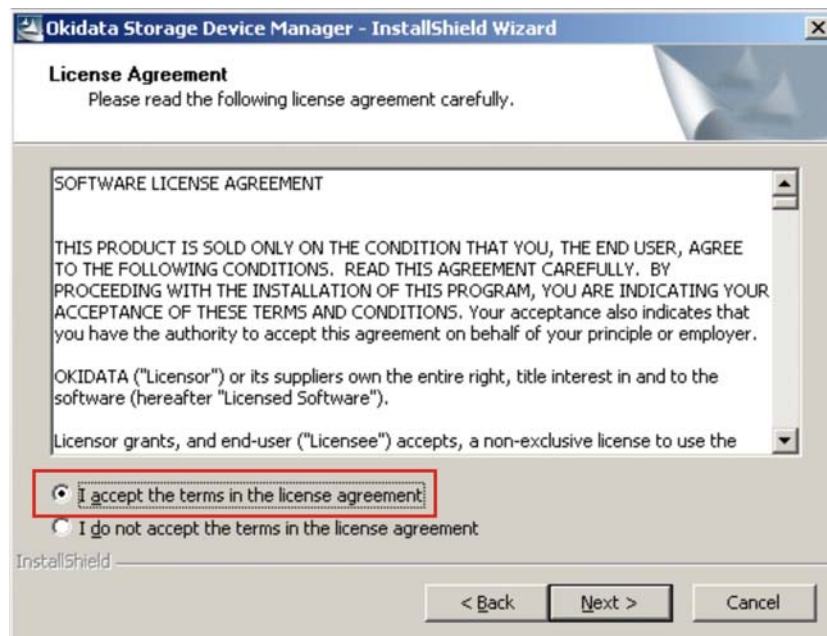 Okidata Storage Device Manager - InstallShield Wizard
License Agreement
Please read the following license agreement carefully.
SOFTWARE LICENSE AGREEMENT
THIS PRODUCT IS SOLD ONLY ON THE CONDITION THAT YOU, THE END USER, AGREE
TO THE FOLLOWING CONDITIONS. READ THIS AGREEMENT CAREFULLY. BY
PROCEEDING WITH THE INSTALLATION OF THIS PROGRAM, YOU ARE INDICATING YOUR
ACCEPTANCE OF THESE TERMS AND CONDITIONS. Your acceptance also indicates that
you have the authority to accept this agreement on behalf of your principle or employer.
OKIDATA ("Licensor") or its suppliers own the entire right, title interest in and to the
software (hereafter "Licensed Software").
Licensor grants, and end-user ("Licensee") accepts, a non-exclusive license to use the
I accept the terms in the license agreement
I do not accept the terms in the license agreement
InstallShield
< Back Next > Cancel